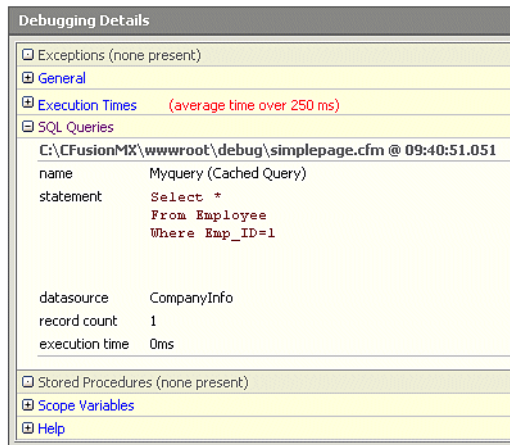 Debugging Details
Exceptions (none present)
General
Execution Times (average time over 250 ms)
SQL Queries
C:\CFusionMX\wwwroot\debug\simplepage.cfm @ 09:40:51.051
name Myquery (Cached Query)
statement Select *
From Employee
Where Emp_ID=1
datasource CompanyInfo
record count 1
execution time 0ms
Stored Procedures (none present)
Scope Variables
Help